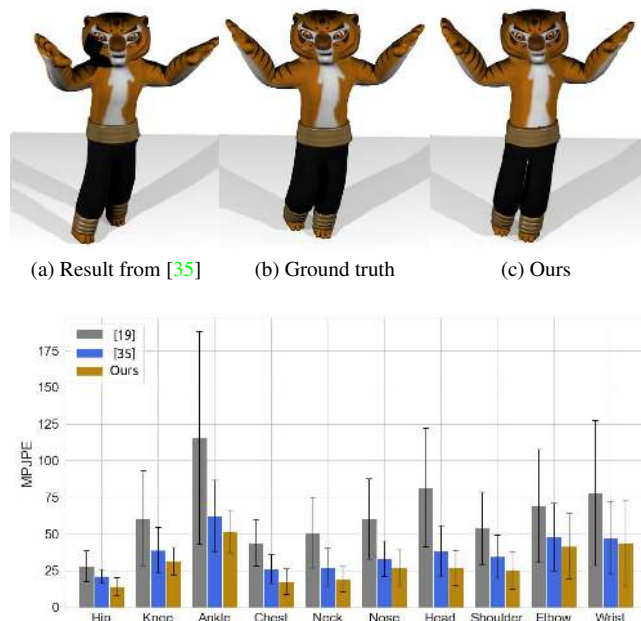 (a) Result from [35] (b) Ground truth (c) Ours
[19]
[35]
Ours
MPJPE
175
150
125
100
75
50
25
0
Hip Knee Ankle Chest Neck Nose Head Shoulder Elbow Wrist